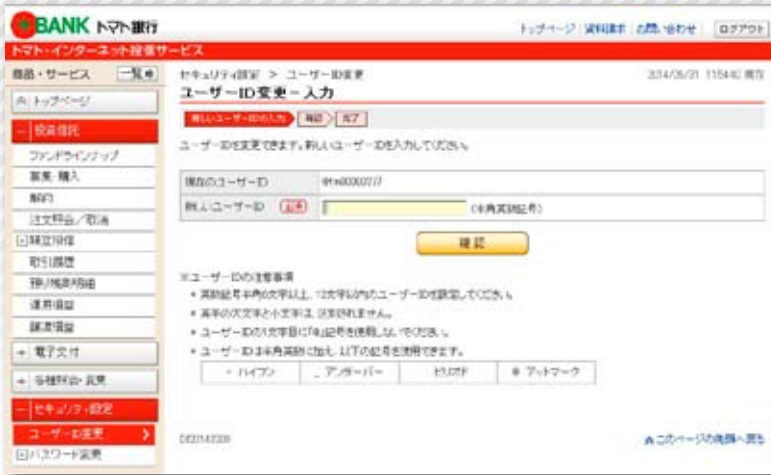 BANK トマト銀行
トップページ 資料請求 お問い合わせ ログアウト
トマト・インターネット投信サービス
商品・サービス 一覧
トップページ
投資信託
ファンドラインナップ
募集・購入
解約
注文照会/取消
積立投信
取引履歴
預り残高明細
運用損益
譲渡損益
電子交付
各種照会・変更
セキュリティ設定
ユーザーID変更
パスワード変更
セキュリティ設定 > ユーザーID変更
ユーザーID変更-入力
新しいユーザーIDの入力 確認 完了
ユーザーIDを変更できます。新しいユーザーIDを入力してください。
現在のユーザーID
新しいユーザーID 必須 (半角英数記号)
確認
※ユーザーIDの注意事項
英数記号半角6文字以上、12文字以内のユーザーIDを設定してください。
英字の大文字と小文字は、区別されません。
ユーザーIDの1文字目に「@」記号を使用しないでください。
ユーザーIDは半角英数に加え、以下の記号を使用できます。
- ハイフン _ アンダーバー . ピリオド @ アットマーク
このページの先頭へ戻る